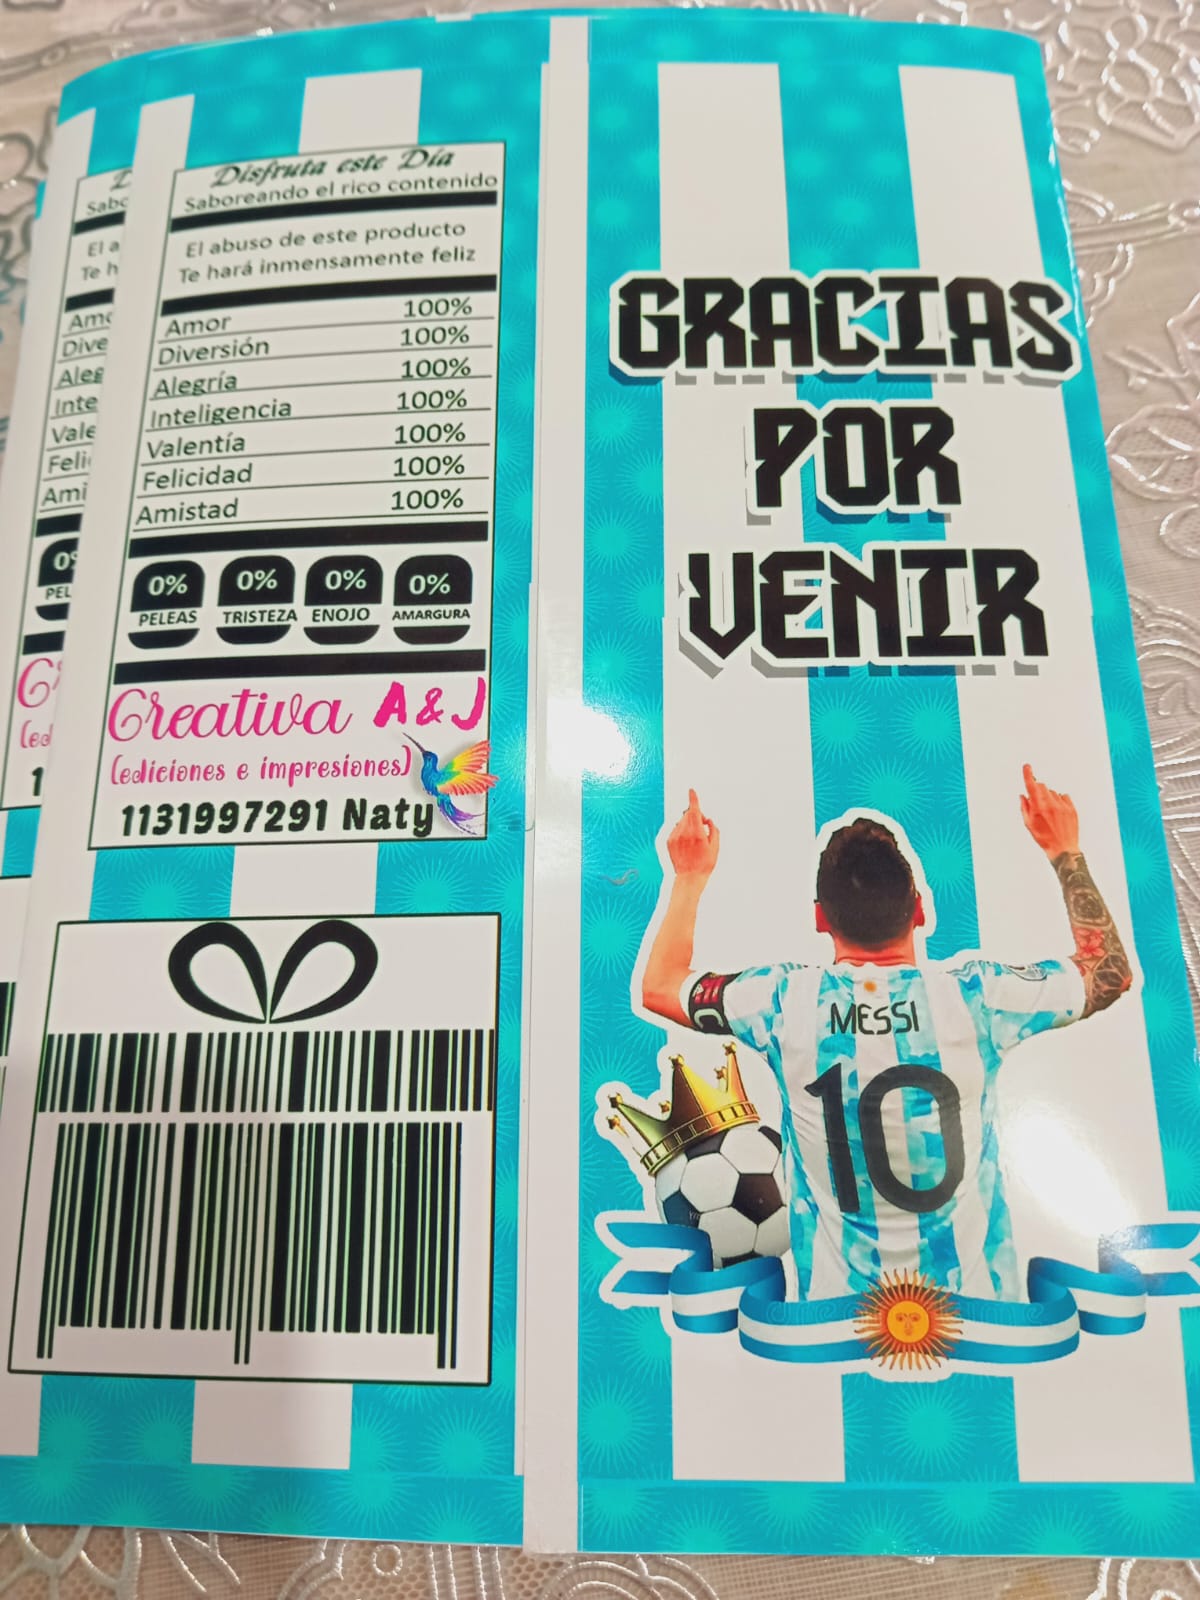 Disfruta este Día
Saboreando el rico contenido
El abuso de este producto
Te hará inmensamente feliz
Amor 100%
Diversión 100%
Alegría 100%
Inteligencia 100%
Valentía 100%
Felicidad 100%
Amistad 100%
0% 0% 0% 0%
PELEAS TRISTEZA ENOJO AMARGURA
Creativa A & J
(ediciones e impresiones)
1131997291 Naty
GRACIAS
POR
VENIR
MESSI
10